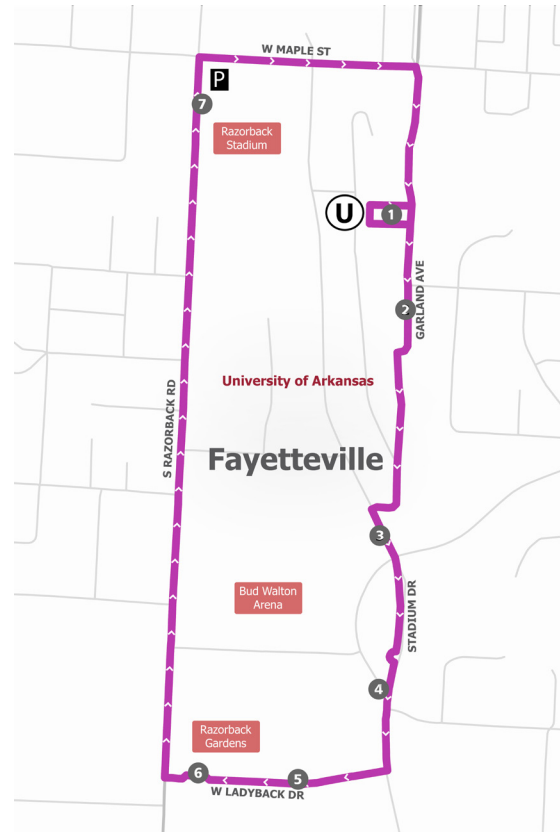 W MAPLE ST
P
7
Razorback
Stadium
U
1
GARLAND AVE
2
University of Arkansas
S RAZORBACK RD
Fayetteville
3
Bud Walton
Arena
STADIUM DR
4
Razorback
Gardens
6
5
W LADYBACK DR